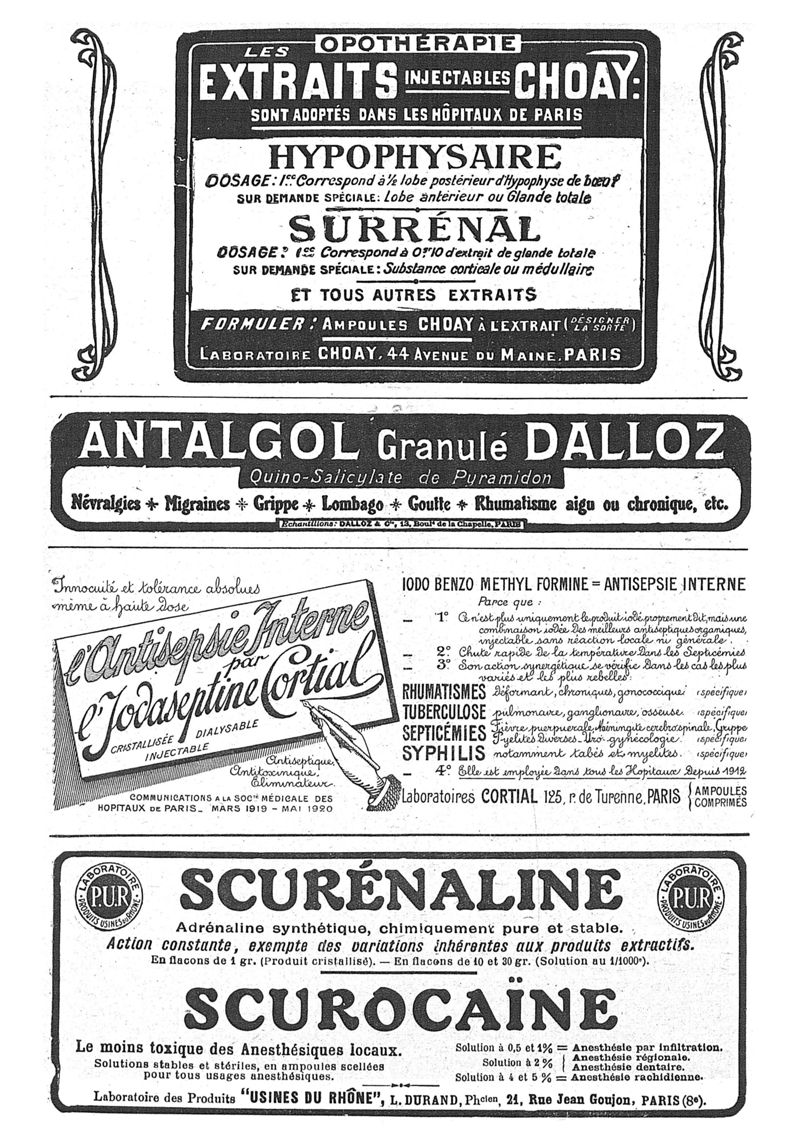 OPOTHÉRAPIE
LES
EXTRAITS INJECTABLES CHOAY:
SONT ADOPTÉS DANS LES HÔPITAUX DE PARIS
HYPOPHYSAIRE
DOSAGE: 1cc Correspond à ½ lobe postérieur d'Hypophyse de bœuf
SUR DEMANDE SPÉCIALE: Lobe antérieur ou Glande totale
SURRÉNAL
DOSAGE: 1cc Correspond à 0gr10 d'extrait de glande totale
SUR DEMANDE SPÉCIALE: Substance corticale ou médullaire
ET TOUS AUTRES EXTRAITS
FORMULER: AMPOULES CHOAY À L'EXTRAIT (DÉSIGNER LA SORTE)
LABORATOIRE CHOAY, 44 AVENUE DU MAINE, PARIS
ANTALGOL Granulé DALLOZ
Quino-Salicylate de Pyramidon
Névralgies + Migraines + Grippe + Lombago + Goutte + Rhumatisme aigu ou chronique, etc.
Echantillons: DALLOZ & Cie, 13, Bould de la Chapelle, PARIS
Innocuité et tolérance absolues
même à haute dose
l'Antisepsie Interne
par
l'Iodaseptine Cortial
CRISTALLISÉE DIALYSABLE
INJECTABLE
Antiseptique,
Antitoxinique,
Eliminateur.
COMMUNICATIONS A LA SOCté MÉDICALE DES
HOPITAUX DE PARIS_ MARS 1919 - MAI 1920
IODO BENZO METHYL FORMINE = ANTISEPSIE INTERNE
Parce que :
_ 1° Ce n'est plus uniquement le produit iodé proprement dit, mais une
combinaison iodée des meilleurs antiseptiques organiques,
injectable sans réaction locale ni générale.
_ 2° Chute rapide de la température dans les Septicémies
_ 3° Son action synergétique se vérifie dans les cas les plus
variés et les plus rebelles:
RHUMATISMES déformant, chroniques, gonococcique (spécifique)
TUBERCULOSE pulmonaire, ganglionaire, osseuse. (spécifique)
SEPTICÉMIES Fièvre puerpuerale, Méningite cerebro spinale, Grippe
Pyelites diverses. Uro-gynécologie. (spécifique)
SYPHILIS notamment tabés et myelites. (spécifique)
_ 4° Elle est employée dans tous les Hopitaux depuis 1912
Laboratoires CORTIAL 125, r. de Turenne, PARIS { AMPOULES
COMPRIMÉS
LABORATOIRE
P.U.R
PRODUITS USINES DU RHÔNE
SCURÉNALINE
LABORATOIRE
P.U.R
PRODUITS USINES DU RHÔNE
Adrénaline synthétique, chimiquement pure et stable.
Action constante, exempte des variations inhérentes aux produits extractifs.
En flacons de 1 gr. (Produit cristallisé). — En flacons de 10 et 30 gr. (Solution au 1/1000e).
SCUROCAÏNE
Le moins toxique des Anesthésiques locaux.
Solutions stables et stériles, en ampoules scellées
pour tous usages anesthésiques.
Solution à 0,5 et 1% = Anesthésie par infiltration.
Solution à 2 % { Anesthésie régionale.
Anesthésie dentaire.
Solution à 4 et 5 % = Anesthésie rachidienne.
Laboratoire des Produits "USINES DU RHÔNE", L. DURAND, Phcien, 21, Rue Jean Goujon, PARIS (8e).